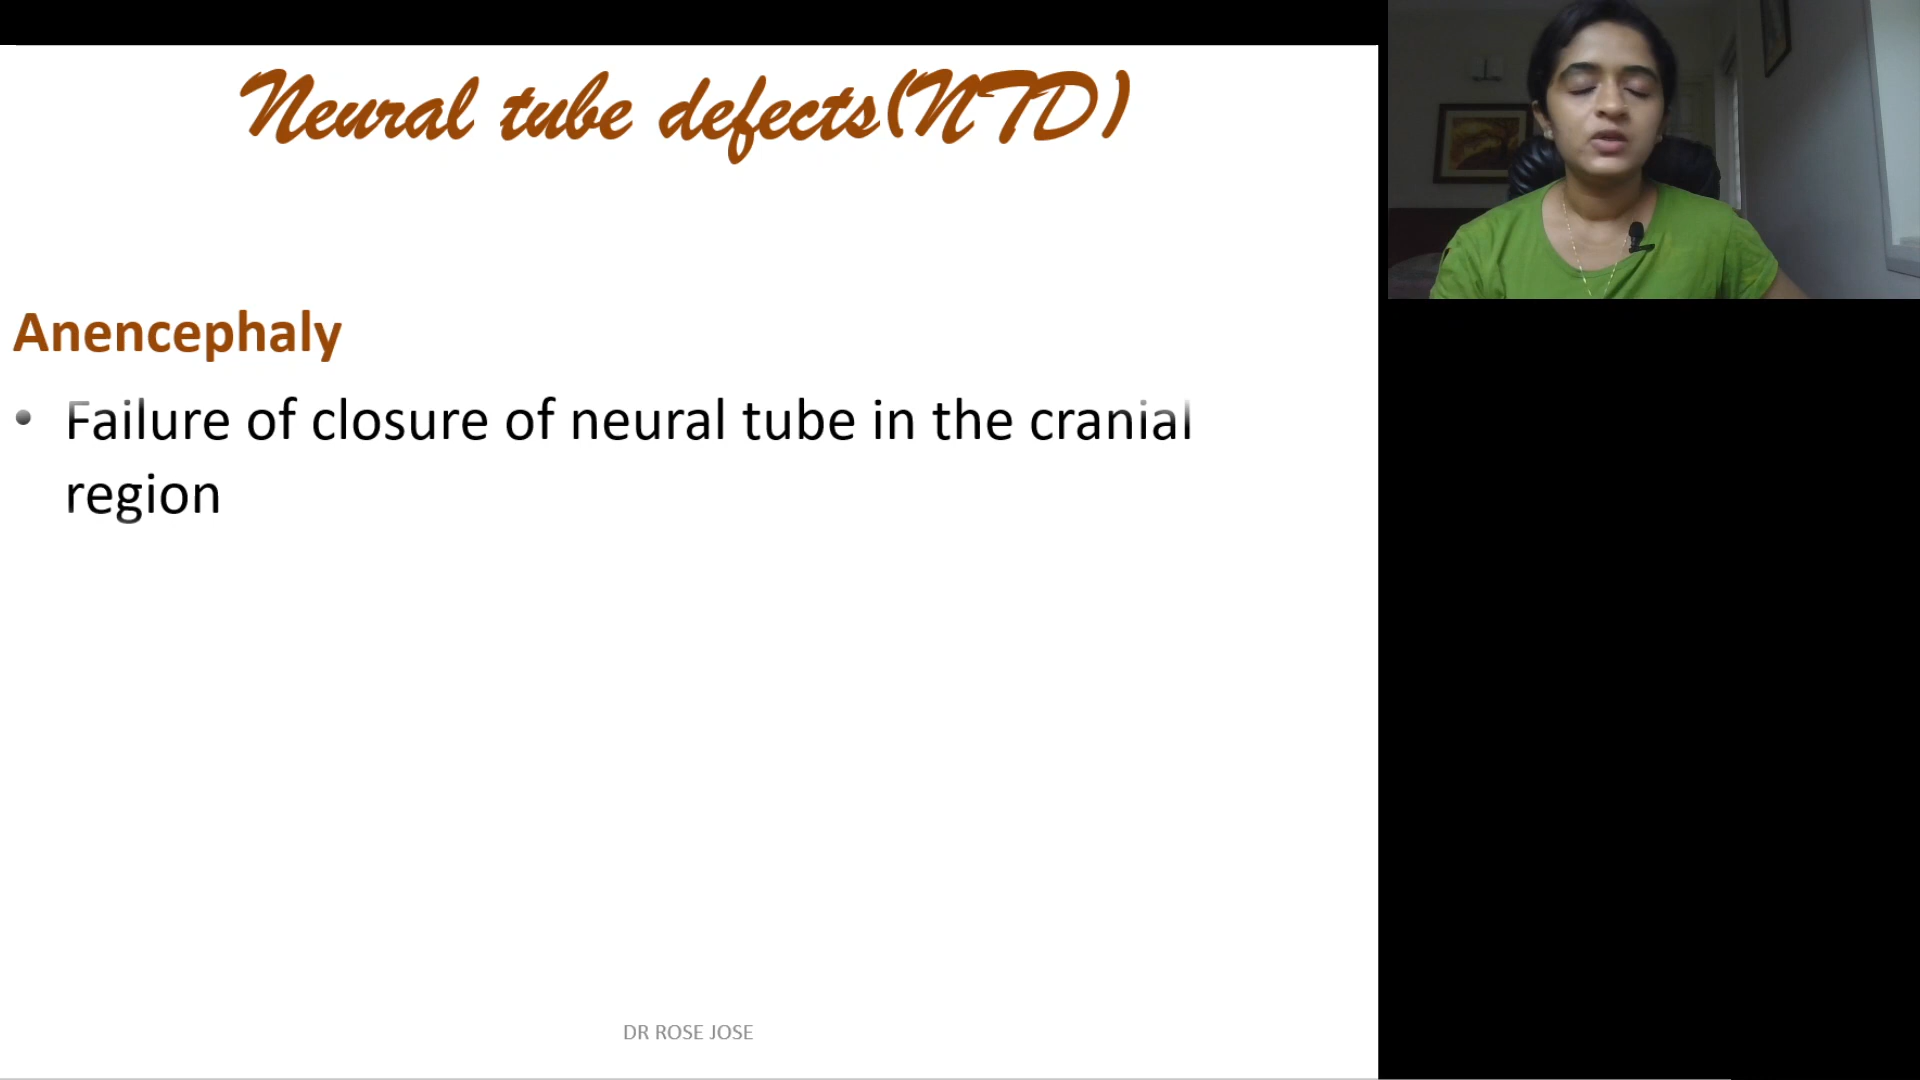 Neural tube defects(NTD)
Anencephaly
• Failure of closure of neural tube in the cranial
region
DR ROSE JOSE